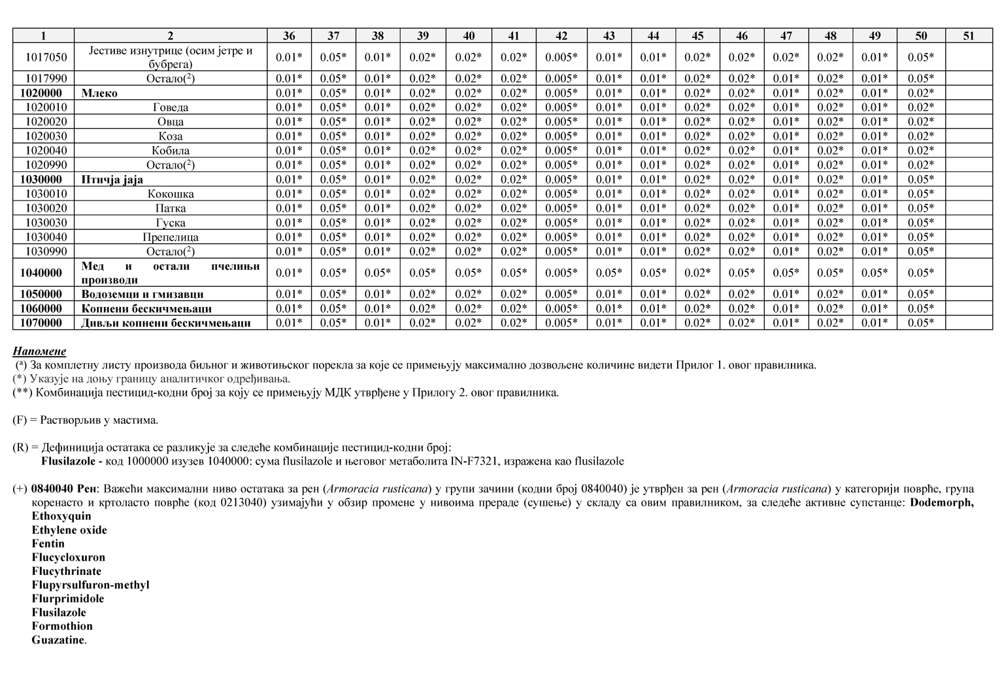 1 2 36 37 38 39 40 41 42 43 44 45 46 47 48 49 50 51
1017050 Јестиве изнутрице (осим јетре и бубрега) 0.01* 0.05* 0.01* 0.02* 0.02* 0.02* 0.005* 0.01* 0.01* 0.02* 0.02* 0.02* 0.02* 0.01* 0.05*
1017990 Остало(2) 0.01* 0.05* 0.01* 0.02* 0.02* 0.02* 0.005* 0.01* 0.01* 0.02* 0.02* 0.01* 0.02* 0.01* 0.05*
1020000 Млеко 0.01* 0.05* 0.01* 0.02* 0.02* 0.02* 0.005* 0.01* 0.01* 0.02* 0.02* 0.01* 0.02* 0.01* 0.02*
1020010 Говеда 0.01* 0.05* 0.01* 0.02* 0.02* 0.02* 0.005* 0.01* 0.01* 0.02* 0.02* 0.01* 0.02* 0.01* 0.02*
1020020 Овца 0.01* 0.05* 0.01* 0.02* 0.02* 0.02* 0.005* 0.01* 0.01* 0.02* 0.02* 0.01* 0.02* 0.01* 0.02*
1020030 Коза 0.01* 0.05* 0.01* 0.02* 0.02* 0.02* 0.005* 0.01* 0.01* 0.02* 0.02* 0.01* 0.02* 0.01* 0.02*
1020040 Кобила 0.01* 0.05* 0.01* 0.02* 0.02* 0.02* 0.005* 0.01* 0.01* 0.02* 0.02* 0.01* 0.02* 0.01* 0.02*
1020990 Остало(2) 0.01* 0.05* 0.01* 0.02* 0.02* 0.02* 0.005* 0.01* 0.01* 0.02* 0.02* 0.01* 0.02* 0.01* 0.02*
1030000 Птичја јаја 0.01* 0.05* 0.01* 0.02* 0.02* 0.02* 0.005* 0.01* 0.01* 0.02* 0.02* 0.01* 0.02* 0.01* 0.05*
1030010 Кокошка 0.01* 0.05* 0.01* 0.02* 0.02* 0.02* 0.005* 0.01* 0.01* 0.02* 0.02* 0.01* 0.02* 0.01* 0.05*
1030020 Патка 0.01* 0.05* 0.01* 0.02* 0.02* 0.02* 0.005* 0.01* 0.01* 0.02* 0.02* 0.01* 0.02* 0.01* 0.05*
1030030 Гуска 0.01* 0.05* 0.01* 0.02* 0.02* 0.02* 0.005* 0.01* 0.01* 0.02* 0.02* 0.01* 0.02* 0.01* 0.05*
1030040 Препелица 0.01* 0.05* 0.01* 0.02* 0.02* 0.02* 0.005* 0.01* 0.01* 0.02* 0.02* 0.01* 0.02* 0.01* 0.05*
1030990 Остало(2) 0.01* 0.05* 0.01* 0.02* 0.02* 0.02* 0.005* 0.01* 0.01* 0.02* 0.02* 0.01* 0.02* 0.01* 0.05*
1040000 Мед и остали пчелињи производи 0.01* 0.05* 0.05* 0.05* 0.05* 0.05* 0.005* 0.05* 0.05* 0.02* 0.05* 0.05* 0.05* 0.05* 0.05*
1050000 Водоземци и гмизавци 0.01* 0.05* 0.01* 0.02* 0.02* 0.02* 0.005* 0.01* 0.01* 0.02* 0.02* 0.01* 0.02* 0.01* 0.05*
1060000 Копнени бескичмењаци 0.01* 0.05* 0.01* 0.02* 0.02* 0.02* 0.005* 0.01* 0.01* 0.02* 0.02* 0.01* 0.02* 0.01* 0.05*
1070000 Дивљи копнени бескичмењаци 0.01* 0.05* 0.01* 0.02* 0.02* 0.02* 0.005* 0.01* 0.01* 0.02* 0.02* 0.01* 0.02* 0.01* 0.05*
Напомене
(ª) За комплетну листу производа биљног и животињског порекла за које се примењују максимално дозвољене количине видети Прилог 1. овог правилника.
(*) Указује на доњу границу аналитичког одређивања.
(**) Комбинација пестицид-кодни број за коју се примењују МДК утврђене у Прилогу 2. овог правилника.
(F) = Растворљив у мастима.
(R) = Дефиниција остатака се разликује за следеће комбинације пестицид-кодни број:
Flusilazole - код 1000000 изузев 1040000: сума flusilazole и његовог метаболита IN-F7321, изражена као flusilazole
(+) 0840040 Рен: Важећи максимални ниво остатака за рен (Armoracia rusticana) у групи зачини (кодни број 0840040) је утврђен за рен (Armoracia rusticana) у категорији поврће, група
коренасто и кртоласто поврће (код 0213040) узимајући у обзир промене у нивоима прераде (сушење) у складу са овим правилником, за следеће активне супстанце: Dodemorph,
Ethoxyquin
Ethylene oxide
Fentin
Flucycloxuron
Flucythrinate
Flupyrsulfuron-methyl
Flurprimidole
Flusilazole
Formothion
Guazatine.